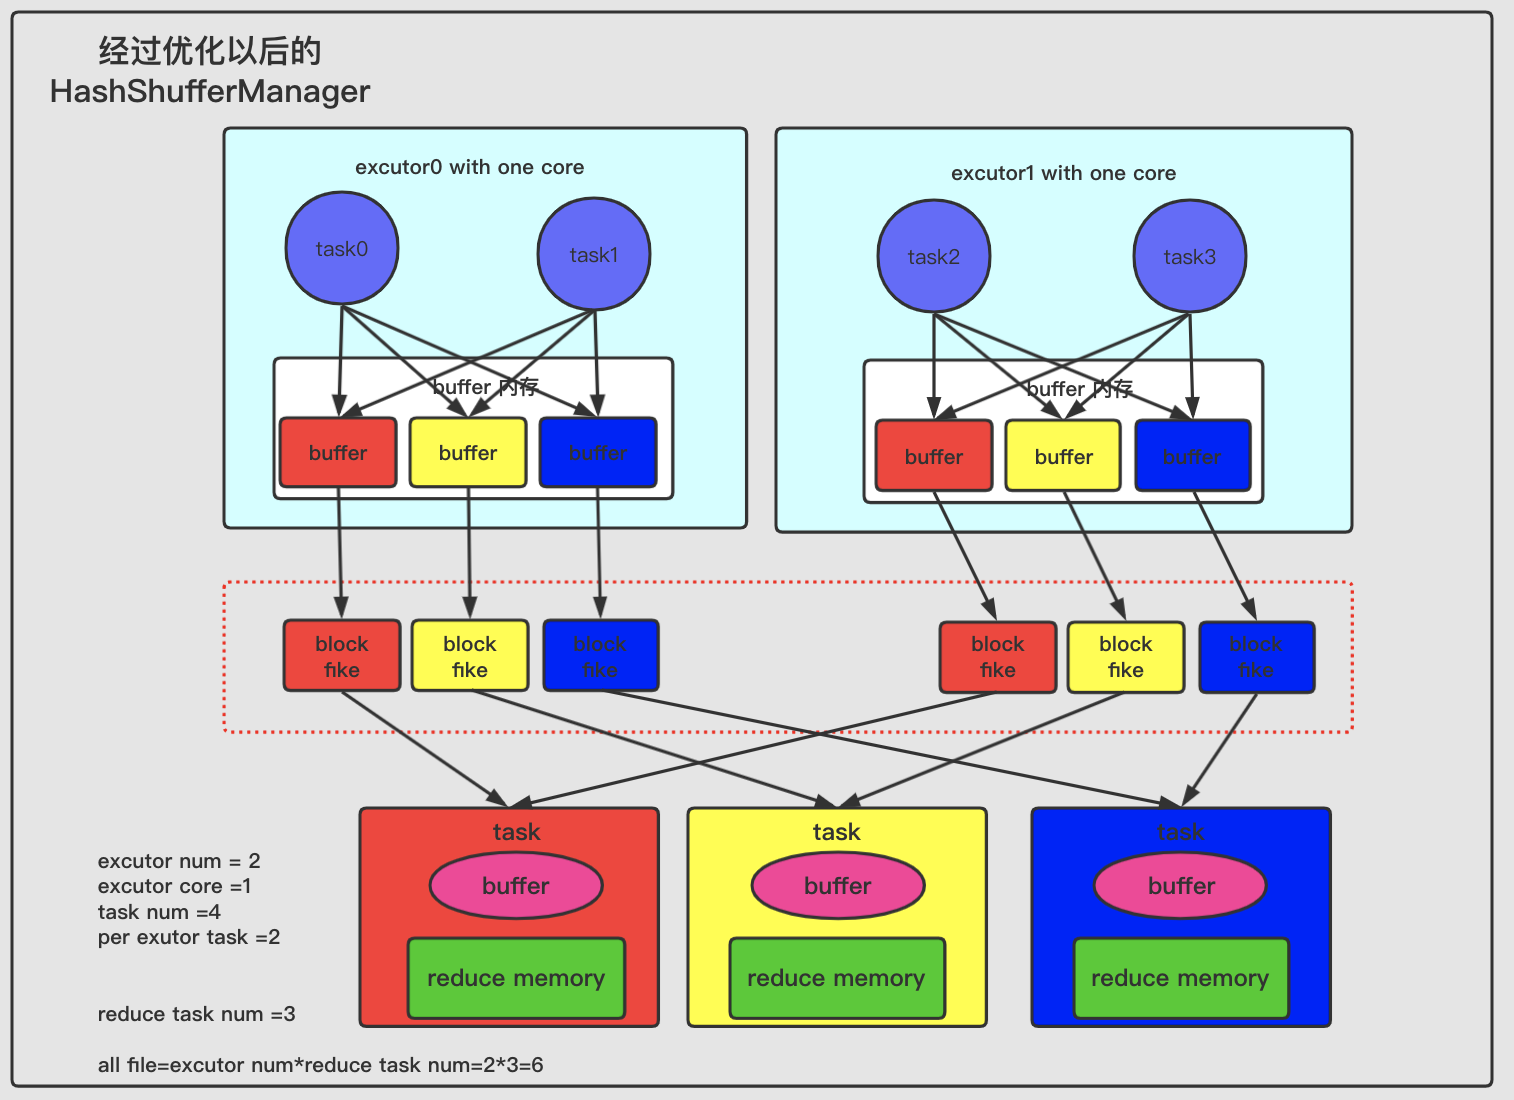 经过优化以后的
HashShufferManager
excutor0 with one core
excutor1 with one core
task0
task1
task2
task3
buffer 内存
buffer 内存
buffer
buffer
buffer
buffer
buffer
buffer
block
fike
block
fike
block
fike
block
fike
block
fike
block
fike
task
task
task
buffer
buffer
buffer
reduce memory
reduce memory
reduce memory
excutor num = 2
excutor core =1
task num =4
per exutor task =2
reduce task num =3
all file=excutor num*reduce task num=2*3=6